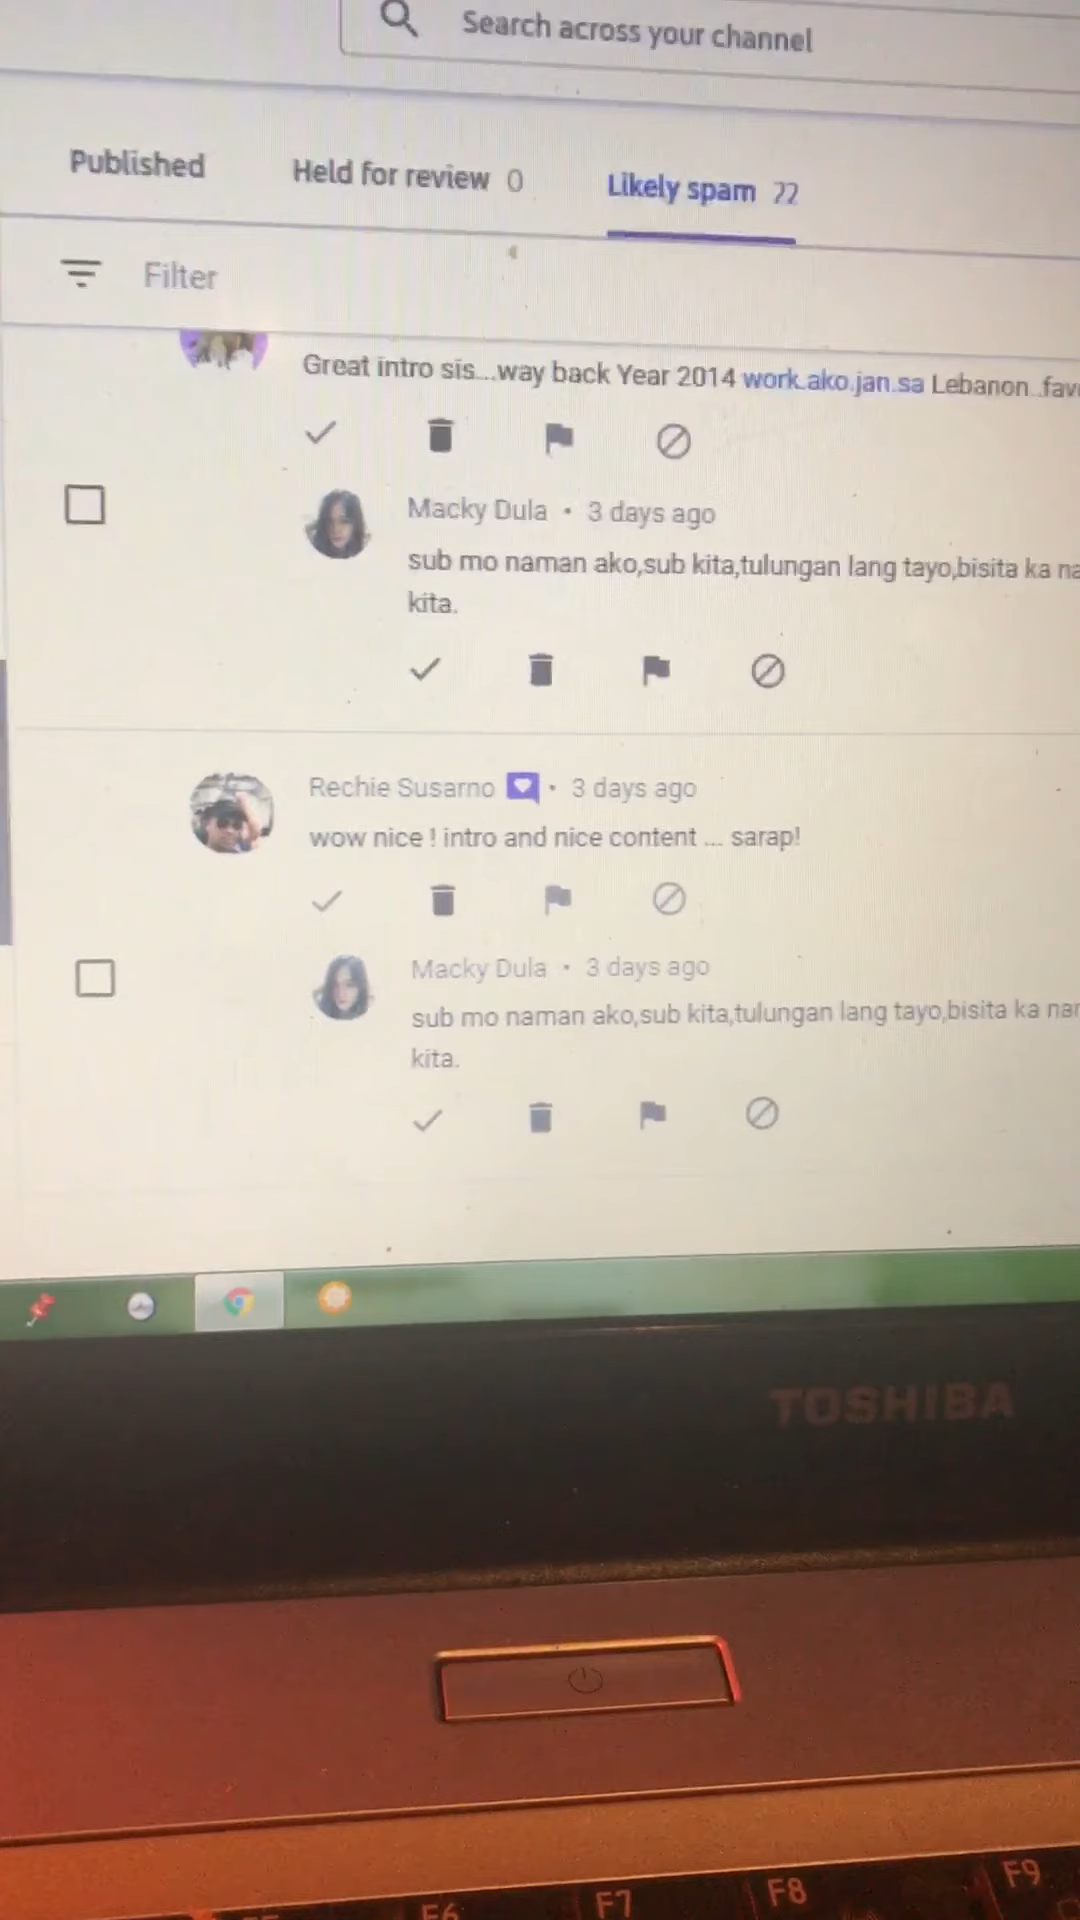 Search across your channel
Published
Held for review 0
Likely spam 22
Filter
Great intro sis...way back Year 2014 work.ako.jan.sa Lebanon..fav
Macky Dula • 3 days ago
sub mo naman ako,sub kita,tulungan lang tayo,bisita ka na
kita.
Rechie Susarno • 3 days ago
wow nice ! intro and nice content ... sarap!
Macky Dula • 3 days ago
sub mo naman ako,sub kita,tulungan lang tayo,bisita ka nar
kita.
TOSHIBA
F6
F7
F8
F9